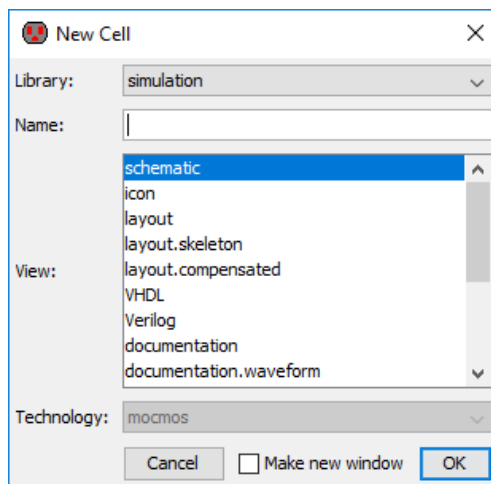 New Cell
Library: simulation
Name:
View:
schematic
icon
layout
layout.skeleton
layout.compensated
VHDL
Verilog
documentation
documentation.waveform
Technology: mocmos
Cancel Make new window OK